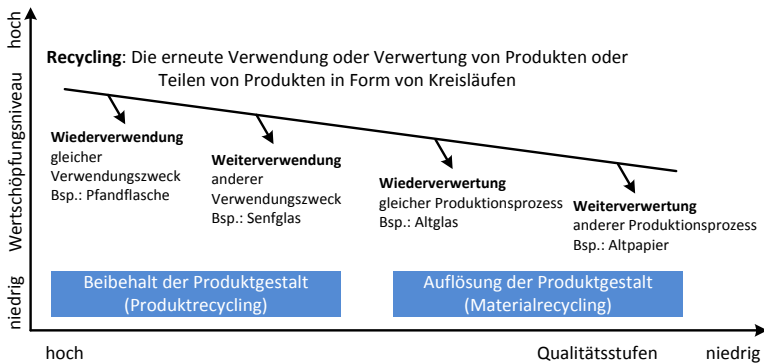 hoch
Wertschöpfungsniveau
niedrig
Recycling: Die erneute Verwendung oder Verwertung von Produkten oder
Teilen von Produkten in Form von Kreisläufen
Wiederverwendung
gleicher
Verwendungszweck
Bsp.: Pfandflasche
Weiterverwendung
anderer
Verwendungszweck
Bsp.: Senfglas
Wiederverwertung
gleicher Produktionsprozess
Bsp.: Altglas
Weiterverwertung
anderer Produktionsprozess
Bsp.: Altpapier
Beibehalt der Produktgestalt
(Produktrecycling)
Auflösung der Produktgestalt
(Materialrecycling)
hoch
Qualitätsstufen
niedrig